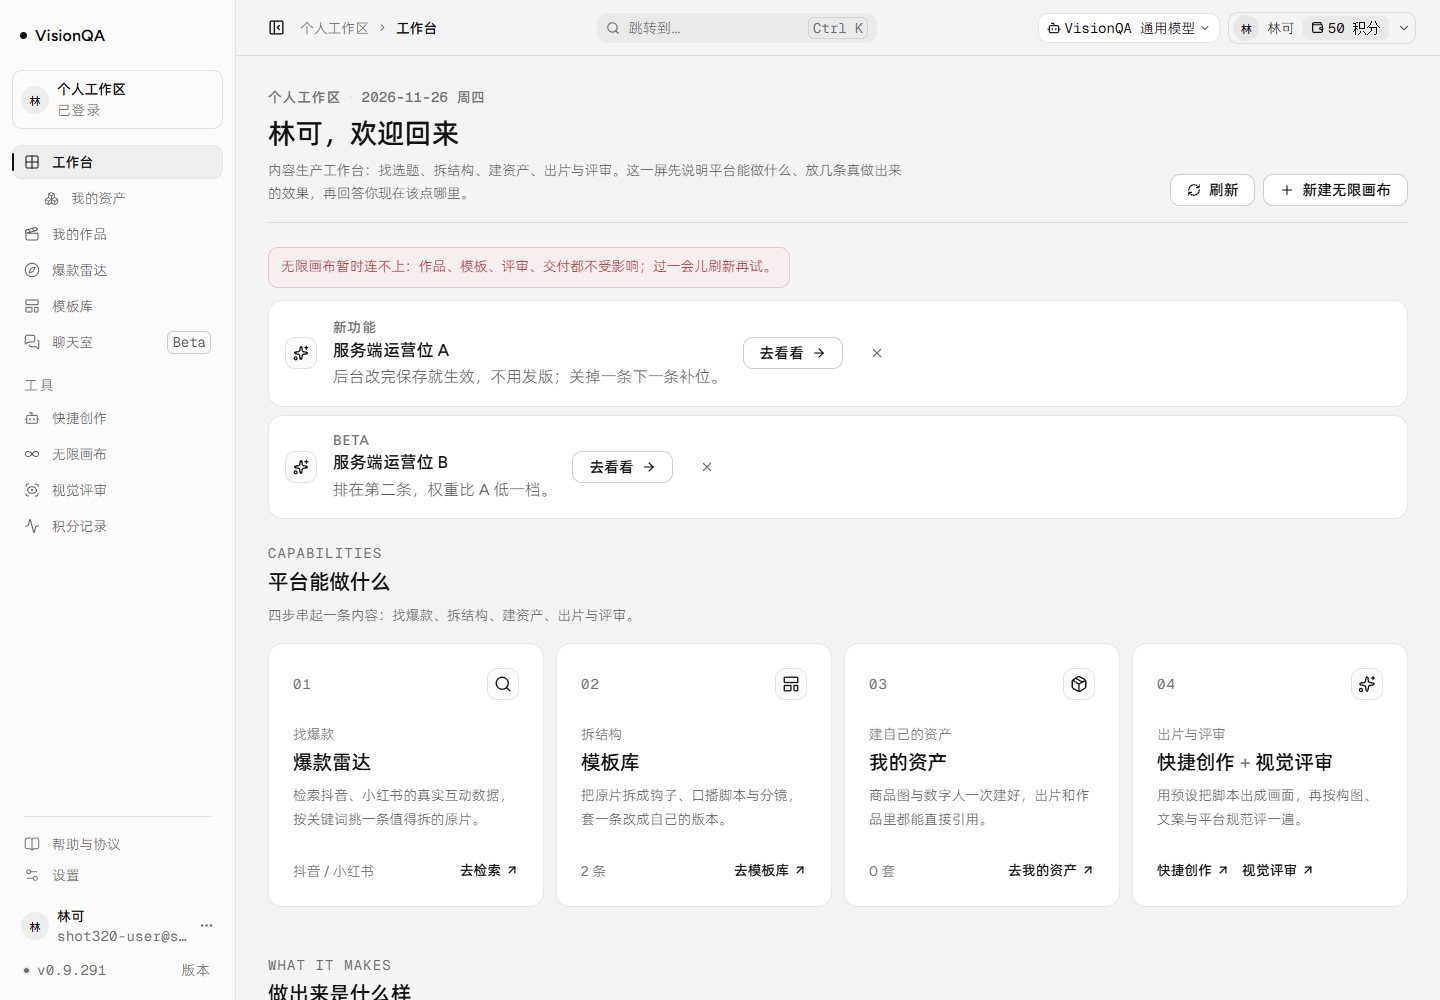 VisionQA
林
个人工作区
已登录
工作台
我的资产
我的作品
爆款雷达
模板库
聊天室
Beta
工具
快捷创作
无限画布
视觉评审
积分记录
帮助与协议
设置
林
林可
shot320-user@s…
v0.9.291
版本
个人工作区 › 工作台
跳转到…
Ctrl K
VisionQA 通用模型
林
林可
50 积分
个人工作区 · 2026-11-26 周四
林可，欢迎回来
内容生产工作台：找选题、拆结构、建资产、出片与评审。这一屏先说明平台能做什么、放几条真做出来
的效果，再回答你现在该点哪里。
刷新
新建无限画布
无限画布暂时连不上：作品、模板、评审、交付都不受影响；过一会儿刷新再试。
新功能
服务端运营位 A
后台改完保存就生效，不用发版；关掉一条下一条补位。
去看看
BETA
服务端运营位 B
排在第二条，权重比 A 低一档。
去看看
CAPABILITIES
平台能做什么
四步串起一条内容：找爆款、拆结构、建资产、出片与评审。
01
找爆款
爆款雷达
检索抖音、小红书的真实互动数据，
按关键词挑一条值得拆的原片。
抖音 / 小红书
去检索
02
拆结构
模板库
把原片拆成钩子、口播脚本与分镜，
套一条改成自己的版本。
2 条
去模板库
03
建自己的资产
我的资产
商品图与数字人一次建好，出片和作
品里都能直接引用。
0 套
去我的资产
04
出片与评审
快捷创作 + 视觉评审
用预设把脚本出成画面，再按构图、
文案与平台规范评一遍。
快捷创作
视觉评审
WHAT IT MAKES
做出来是什么样